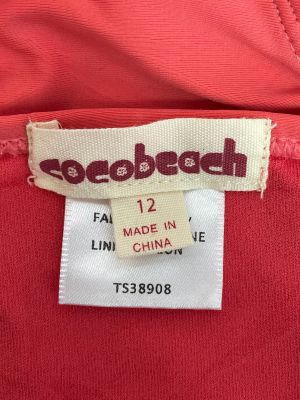 cocobeach
12
MADE IN
CHINA
TS38908